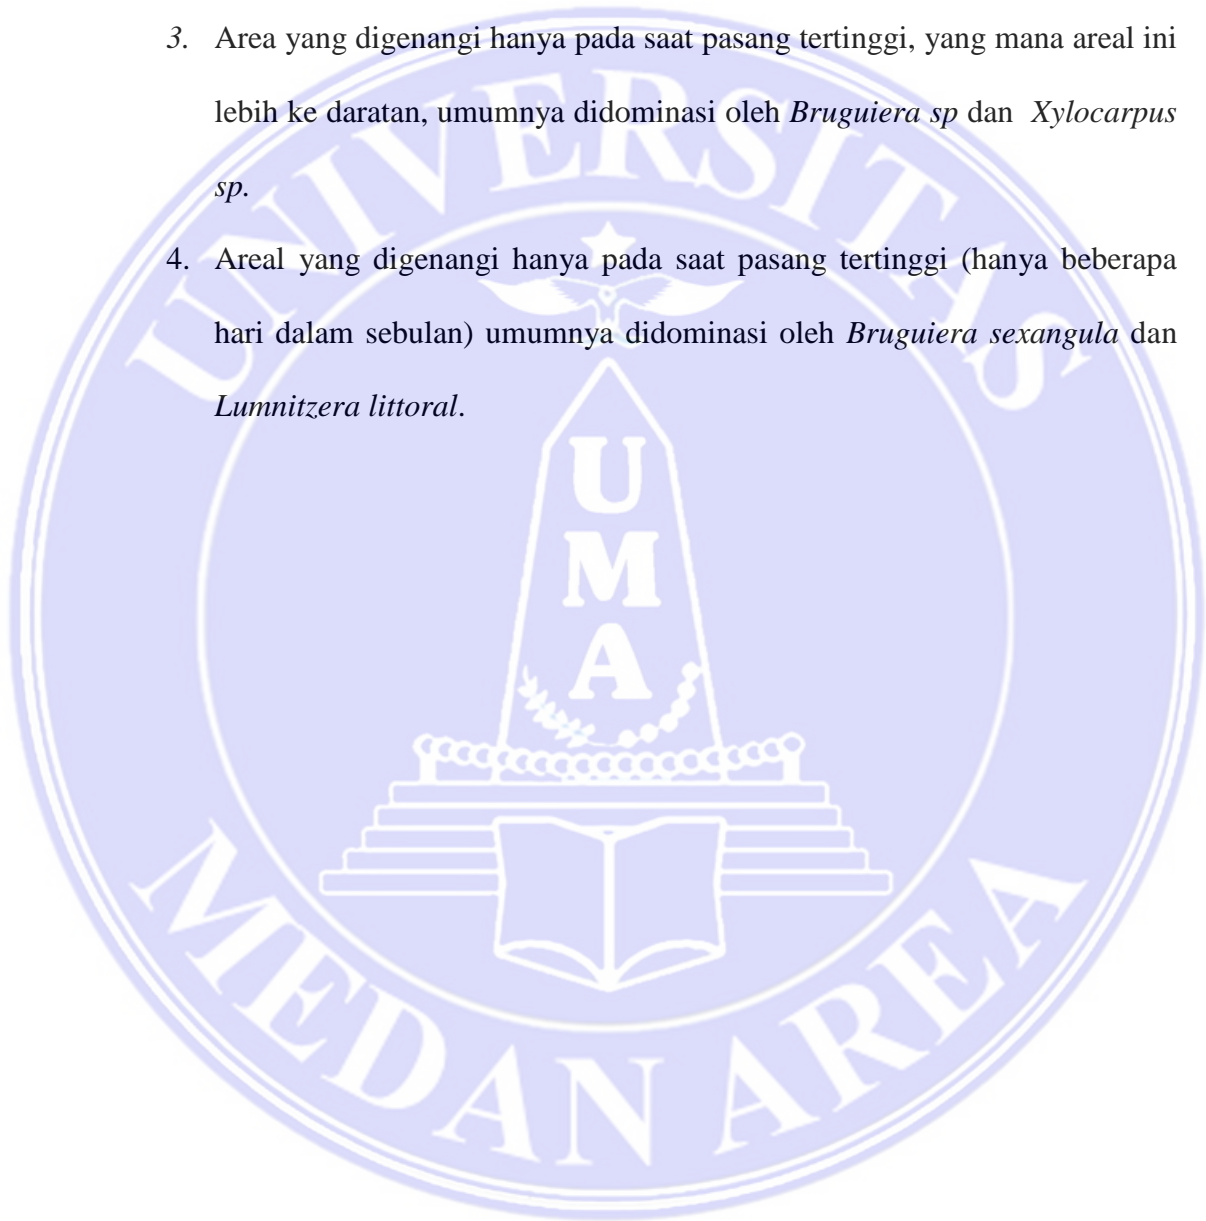 3. Area yang digenangi hanya pada saat pasang tertinggi, yang mana areal ini
lebih ke daratan, umumnya didominasi oleh Bruguiera sp dan Xylocarpus
sp.
4. Areal yang digenangi hanya pada saat pasang tertinggi (hanya beberapa
hari dalam sebulan) umumnya didominasi oleh Bruguiera sexangula dan
Lumnitzera littoral.
UNIVERSITAS
U
M
A
MEDAN AREA